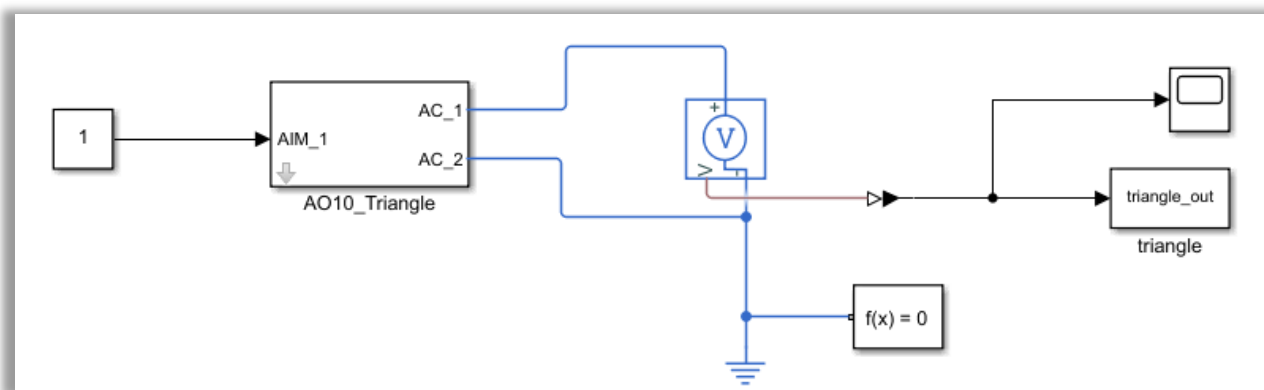 1
AIM_1
AC_1
AC_2
AO10_Triangle
+
V
V
-
triangle_out
triangle
f(x) = 0